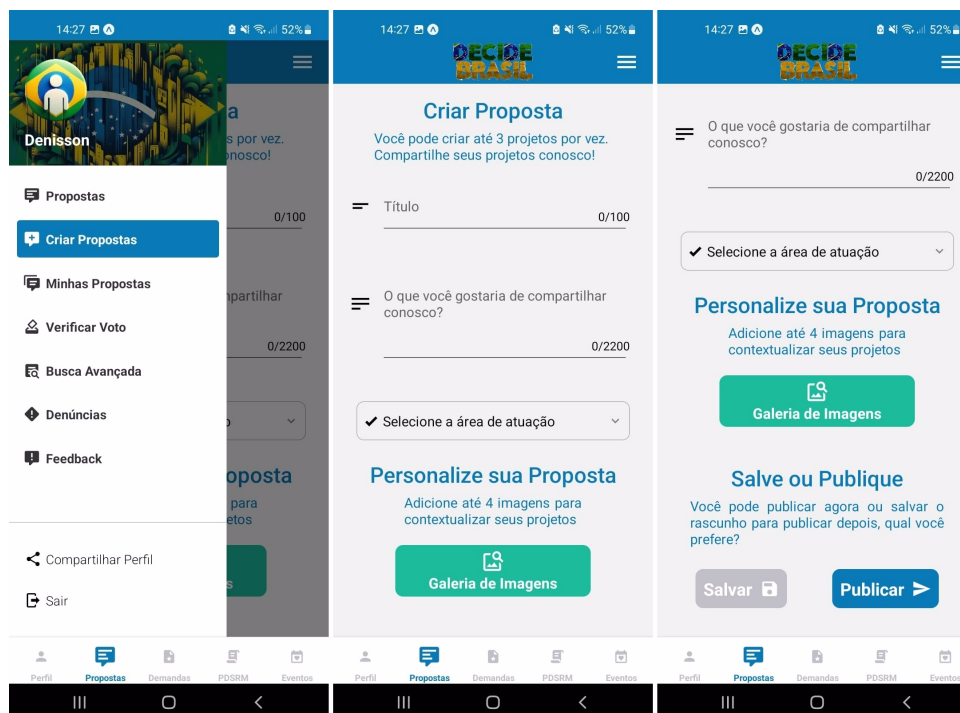 14:27
52%
Denisson
Propostas
Criar Propostas
Minhas Propostas
Verificar Voto
Busca Avançada
Denúncias
Feedback
Compartilhar Perfil
Sair
a
s por vez.
onosco!
0/100
npartilhar
0/2200
o
oposta
para
etos
s
Perfil
Propostas
Demandas
PDSRM
Eventos
14:27
52%
DECIDE
BRASIL
Criar Proposta
Você pode criar até 3 projetos por vez.
Compartilhe seus projetos conosco!
Título
0/100
O que você gostaria de compartilhar
conosco?
0/2200
Selecione a área de atuação
Personalize sua Proposta
Adicione até 4 imagens para
contextualizar seus projetos
Galeria de Imagens
Perfil
Propostas
Demandas
PDSRM
Eventos
14:27
52%
DECIDE
BRASIL
O que você gostaria de compartilhar
conosco?
0/2200
Selecione a área de atuação
Personalize sua Proposta
Adicione até 4 imagens para
contextualizar seus projetos
Galeria de Imagens
Salve ou Publique
Você pode publicar agora ou salvar o
rascunho para publicar depois, qual você
prefere?
Salvar
Publicar
Perfil
Propostas
Demandas
PDSRM
Eventos